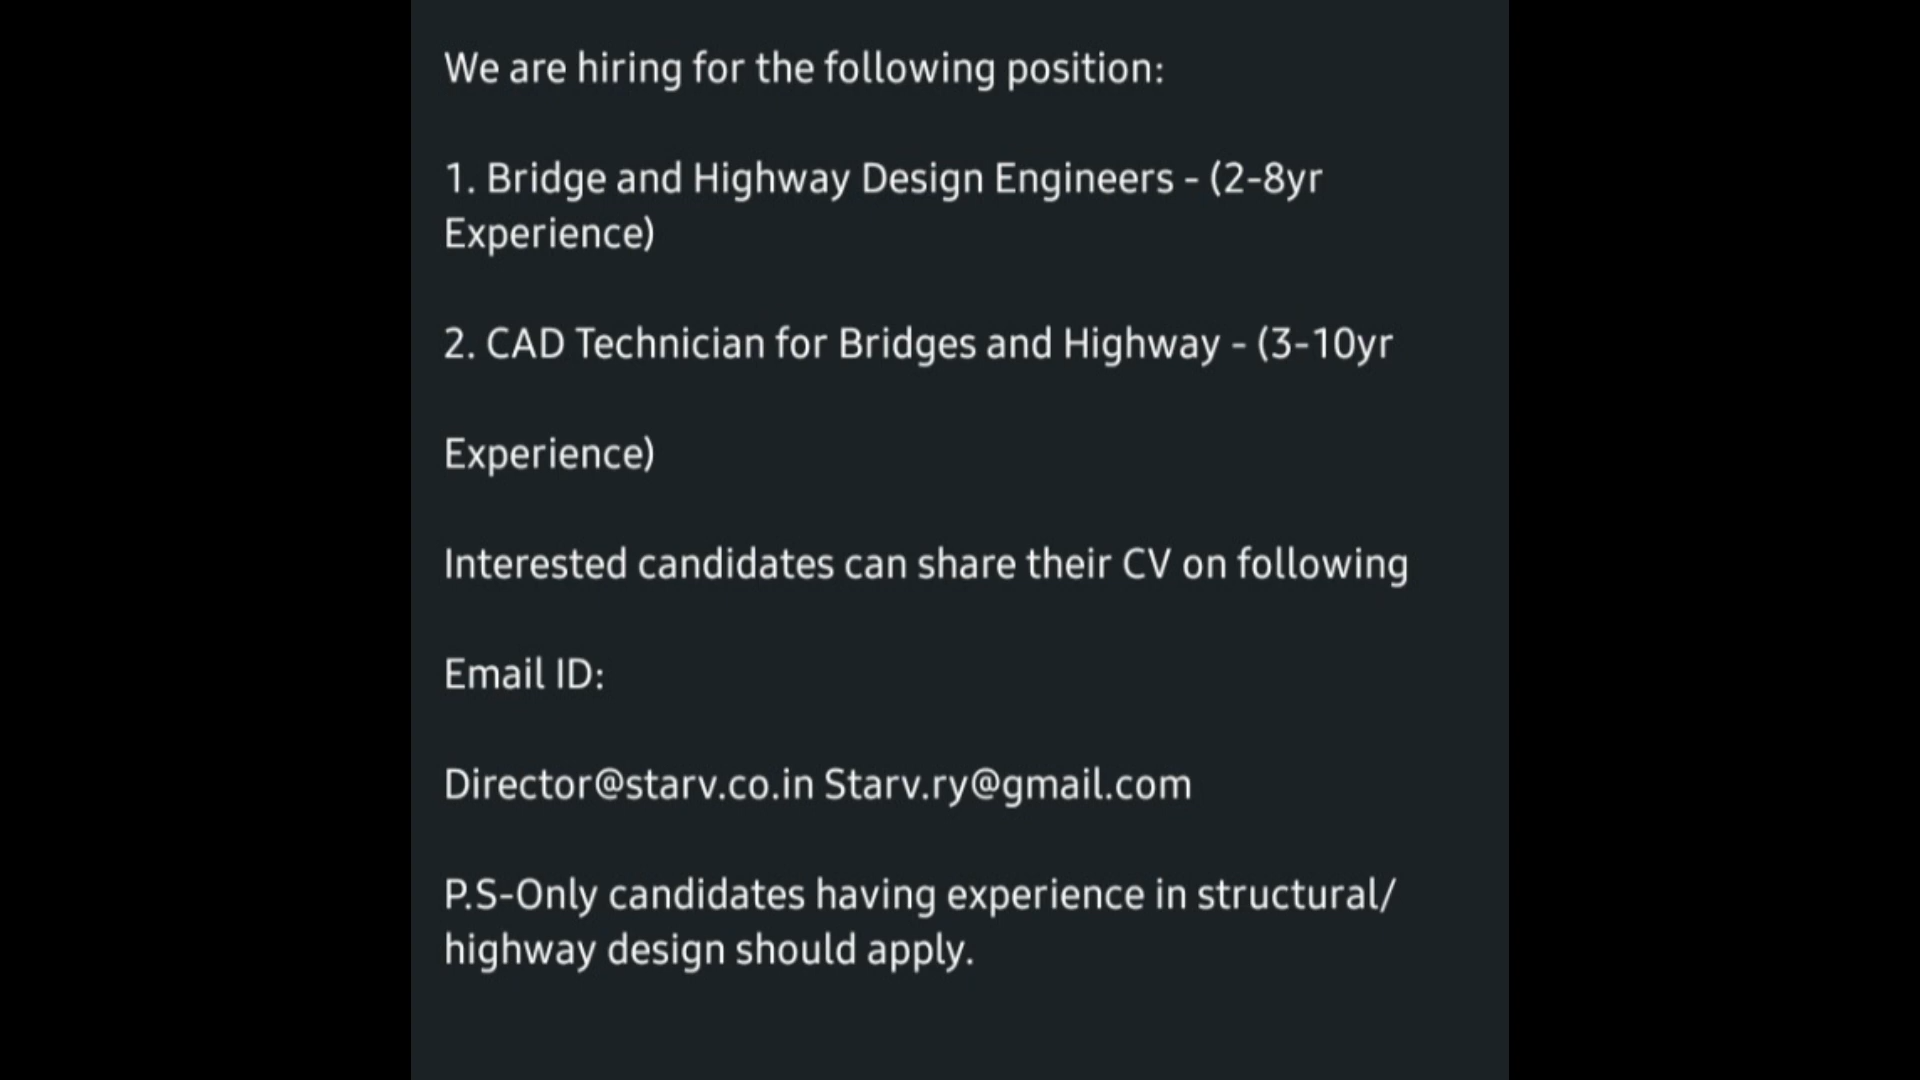 We are hiring for the following position:
1. Bridge and Highway Design Engineers - (2-8yr
Experience)
2. CAD Technician for Bridges and Highway - (3-10yr
Experience)
Interested candidates can share their CV on following
Email ID:
Director@starv.co.in Starv.ry@gmail.com
P.S-Only candidates having experience in structural/
highway design should apply.